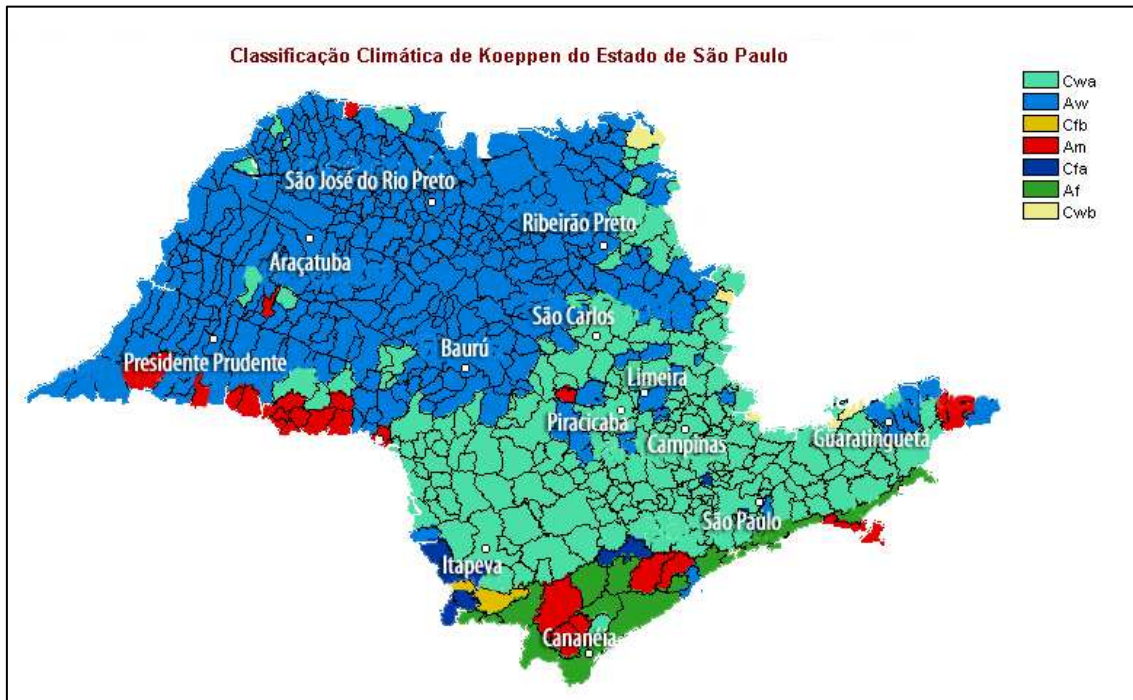 Classificação Climática de Koeppen do Estado de São Paulo
Cwa
Aw
Cfb
Am
Cfa
Af
Cwb
São José do Rio Preto
Ribeirão Preto
Araçatuba
São Carlos
Baurú
Presidente Prudente
Limeira
Piracicaba
Campinas
Guaratingueta
São Paulo
Itapeva
Cananéia